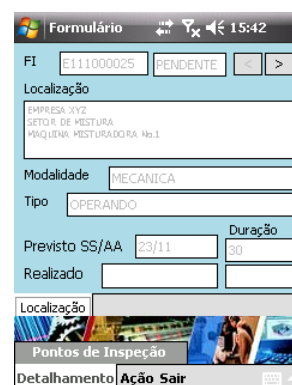 Formulário 15:42
FI E111000025 PENDENTE < >
Localização
EMPRESA XYZ
SETOR DE MISTURA
MAQUINA MISTURADORA No.1
Modalidade MECANICA
Tipo OPERANDO
Duração
Previsto SS/AA 23/11 30
Realizado
Localização
Pontos de Inspeção
Detalhamento Ação Sair